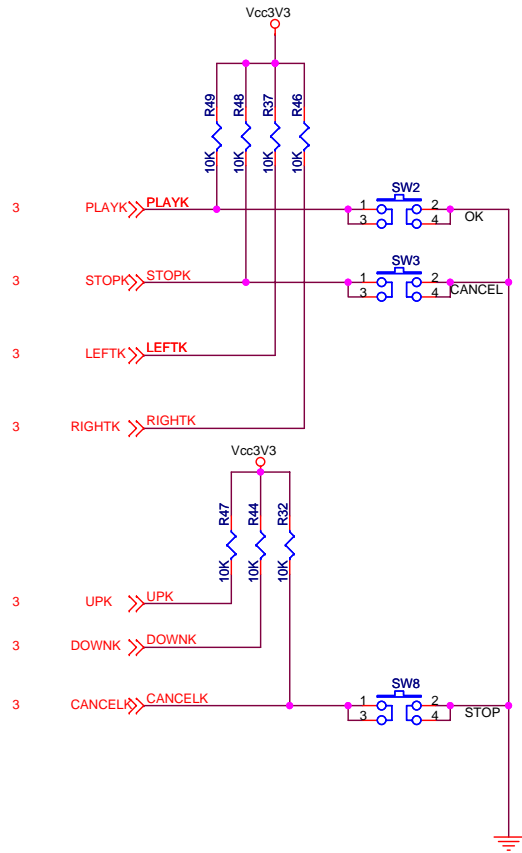 Vcc3V3
R49 R48 R37 R46
10K 10K 10K 10K
SW2
3 PLAYK PLAYK 1 2
3 4 OK
SW3
3 STOPK STOPK 1 2
3 4 CANCEL
3 LEFTK LEFTK
3 RIGHTK RIGHTK
Vcc3V3
R47 R44 R32
10K 10K 10K
3 UPK UPK
3 DOWNK DOWNK
SW8
3 CANCELK CANCELK 1 2
3 4 STOP